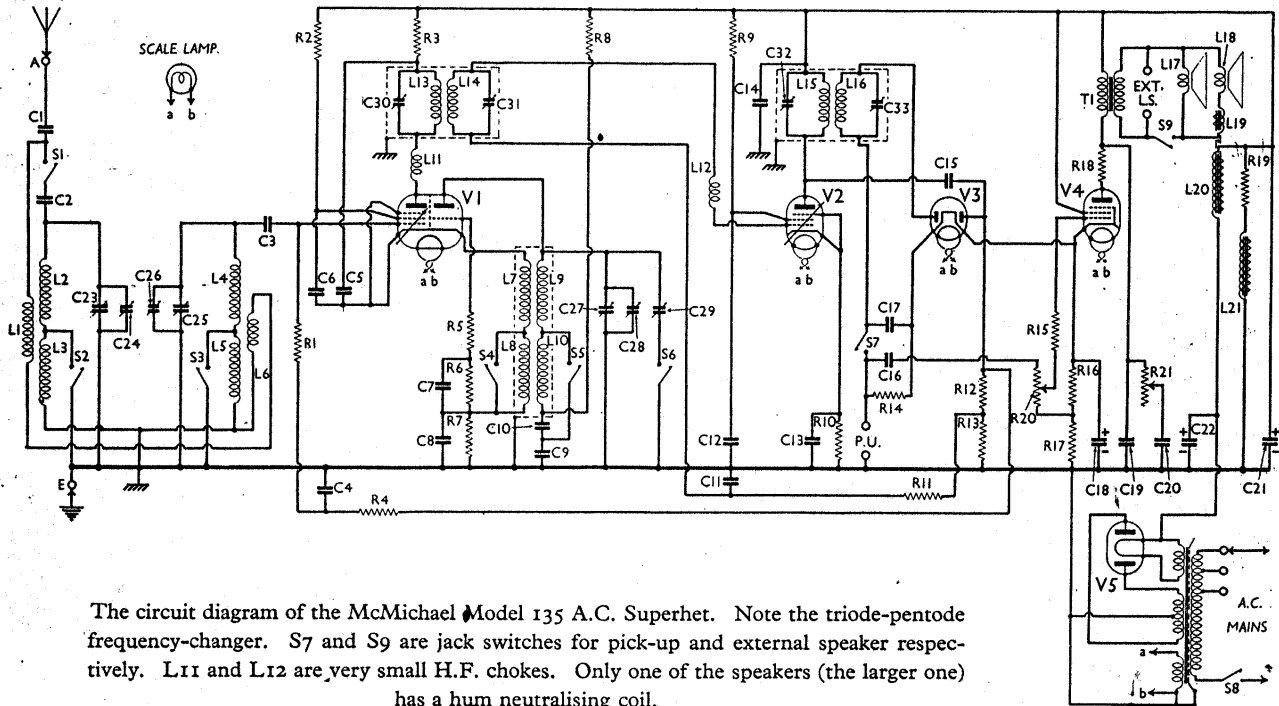 R2
R3
R8
R9
C32
L18
SCALE LAMP.
L13
L14
L15
L16
L17
A
C30
C31
C14
C33
T1
EXT.
L.S.
a b
C1
S9
L19
S1
L11
L12
C15
R18
R19
C2
V1
V2
V3
V4
L20
C3
a b
a b
a b
a b
L2
C26
L4
C6
C5
L7
L9
L21
C23
C27
C29
C17
L1
C25
R5
R15
C24
R1
C28
S7
L3
S2
S3
L5
L6
S4
L8
L10
S5
S6
C16
R6
R12
R16
R21
C7
R14
R20
R7
C10
C12
C13
R10
P.U.
R13
R17
C22
C8
C9
E
C4
C11
R11
C18
C19
C20
C21
R4
V5
A.C.
MAINS
a
b
S8
The circuit diagram of the McMichael Model 135 A.C. Superhet. Note the triode-pentode
frequency-changer. S7 and S9 are jack switches for pick-up and external speaker respec-
tively. L11 and L12 are very small H.F. chokes. Only one of the speakers (the larger one)
has a hum neutralising coil.